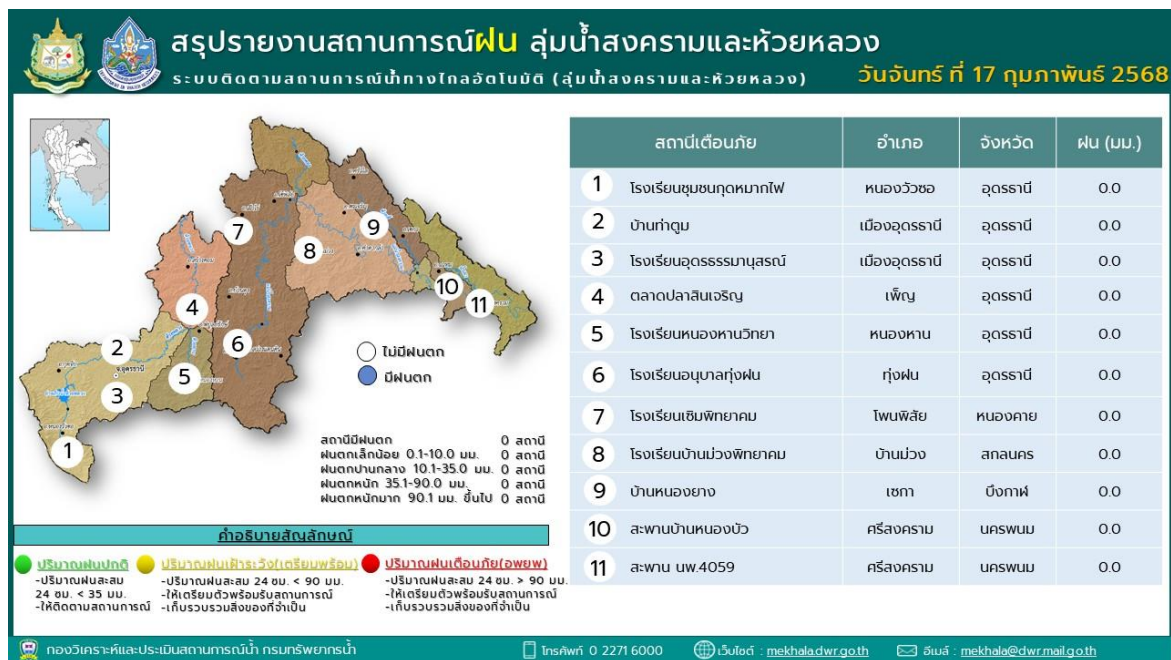 สรุปรายงานสถานการณ์ฝน ลุ่มน้ำสงครามและห้วยหลวง
ระบบติดตามสถานการณ์น้ำทางไกลอัตโนมัติ (ลุ่มน้ำสงครามและห้วยหลวง)
วันจันทร์ ที่ 17 กุมภาพันธ์ 2568
7
9
8
10
11
4
2
6
5
3
1
จ.อุดรธานี
ไม่มีฝนตก
มีฝนตก
สถานีมีฝนตก 0 สถานี
ฝนตกเล็กน้อย 0.1-10.0 มม. 0 สถานี
ฝนตกปานกลาง 10.1-35.0 มม. 0 สถานี
ฝนตกหนัก 35.1-90.0 มม. 0 สถานี
ฝนตกหนักมาก 90.1 มม. ขึ้นไป 0 สถานี
คำอธิบายสัญลักษณ์
ปริมาณฝนปกติ
-ปริมาณฝนสะสม
24 ชม. < 35 มม.
-ให้ติดตามสถานการณ์
ปริมาณฝนเฝ้าระวัง(เตรียมพร้อม)
-ปริมาณฝนสะสม 24 ชม. < 90 มม.
-ให้เตรียมตัวพร้อมรับสถานการณ์
-เก็บรวบรวมสิ่งของที่จำเป็น
ปริมาณฝนเตือนภัย(อพยพ)
-ปริมาณฝนสะสม 24 ชม. > 90 มม.
-ให้เตรียมตัวพร้อมรับสถานการณ์
-เก็บรวบรวมสิ่งของที่จำเป็น
สถานีเตือนภัย อำเภอ จังหวัด ฝน (มม.)
1 โรงเรียนชุมชนกุดหมากไฟ หนองวัวซอ อุดรธานี 0.0
2 บ้านท่าตูม เมืองอุดรธานี อุดรธานี 0.0
3 โรงเรียนอุดรธรรมานุสรณ์ เมืองอุดรธานี อุดรธานี 0.0
4 ตลาดปลาสินเจริญ เพ็ญ อุดรธานี 0.0
5 โรงเรียนหนองหานวิทยา หนองหาน อุดรธานี 0.0
6 โรงเรียนอนุบาลทุ่งฝน ทุ่งฝน อุดรธานี 0.0
7 โรงเรียนเซิมพิทยาคม โพนพิสัย หนองคาย 0.0
8 โรงเรียนบ้านม่วงพิทยาคม บ้านม่วง สกลนคร 0.0
9 บ้านหนองยาง เซกา บึงกาฬ 0.0
10 สะพานบ้านหนองบัว ศรีสงคราม นครพนม 0.0
11 สะพาน นพ.4059 ศรีสงคราม นครพนม 0.0
กองวิเคราะห์และประเมินสถานการณ์น้ำ กรมทรัพยากรน้ำ
โทรศัพท์ 0 2271 6000
เว็บไซต์ : mekhala.dwr.go.th
อีเมล์ : mekhala@dwr.mail.go.th